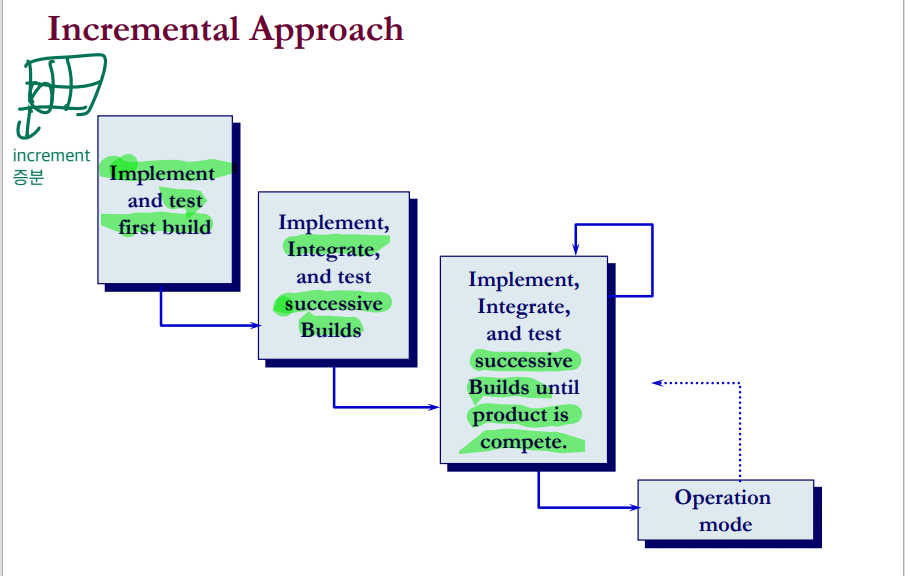 Incremental Approach
increment
증분
Implement
and test
first build
Implement,
Integrate,
and test
successive
Builds
Implement,
Integrate,
and test
successive
Builds until
product is
compete.
Operation
mode